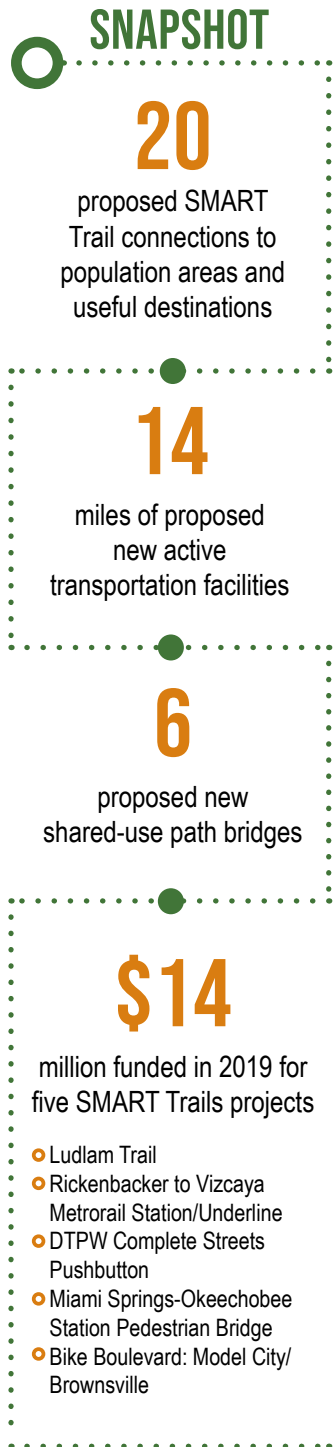 SNAPSHOT
20
proposed SMART
Trail connections to
population areas and
useful destinations
14
miles of proposed
new active
transportation facilities
6
proposed new
shared-use path bridges
$14
million funded in 2019 for
five SMART Trails projects
Ludlam Trail
Rickenbacker to Vizcaya
Metrorail Station/Underline
DTPW Complete Streets
Pushbutton
Miami Springs-Okeechobee
Station Pedestrian Bridge
Bike Boulevard: Model City/
Brownsville